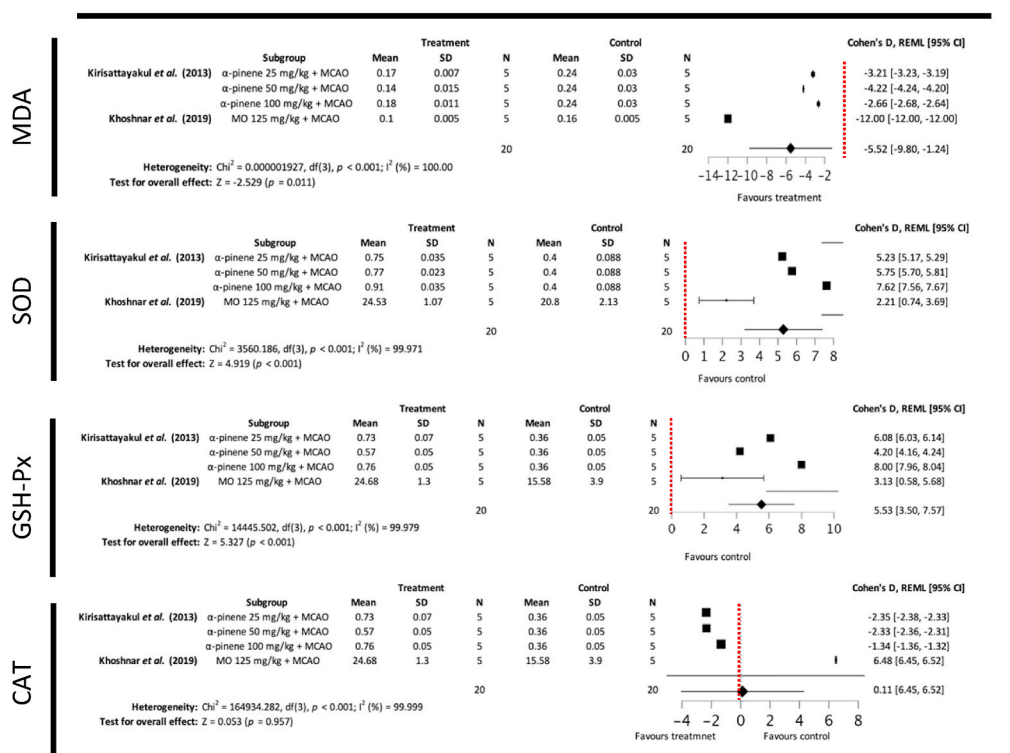 MDA
Treatment Control Cohen's D, REML [95% CI]
Subgroup Mean SD N Mean SD N
Kirisattayakul et al. (2013) α-pinene 25 mg/kg + MCAO 0.17 0.007 5 0.24 0.03 5 -3.21 [-3.23, -3.19]
α-pinene 50 mg/kg + MCAO 0.14 0.015 5 0.24 0.03 5 -4.22 [-4.24, -4.20]
α-pinene 100 mg/kg + MCAO 0.18 0.011 5 0.24 0.03 5 -2.66 [-2.68, -2.64]
Khoshnar et al. (2019) MO 125 mg/kg + MCAO 0.1 0.005 5 0.16 0.005 5 -12.00 [-12.00, -12.00]
20 20 -5.52 [-9.80, -1.24]
Heterogeneity: Chi² = 0.000001927, df(3), p < 0.001; I² (%) = 100.00
Test for overall effect: Z = -2.529 (p = 0.011)
-14 -12 -10 -8 -6 -4 -2
Favours treatment
SOD
Treatment Control Cohen's D, REML [95% CI]
Subgroup Mean SD N Mean SD N
Kirisattayakul et al. (2013) α-pinene 25 mg/kg + MCAO 0.75 0.035 5 0.4 0.088 5 5.23 [5.17, 5.29]
α-pinene 50 mg/kg + MCAO 0.77 0.023 5 0.4 0.088 5 5.75 [5.70, 5.81]
α-pinene 100 mg/kg + MCAO 0.91 0.035 5 0.4 0.088 5 7.62 [7.56, 7.67]
Khoshnar et al. (2019) MO 125 mg/kg + MCAO 24.53 1.07 5 20.8 2.13 5 2.21 [0.74, 3.69]
20 20
Heterogeneity: Chi² = 3560.186, df(3), p < 0.001; I² (%) = 99.971
Test for overall effect: Z = 4.919 (p < 0.001)
0 1 2 3 4 5 6 7 8
Favours control
GSH-Px
Treatment Control Cohen's D, REML [95% CI]
Subgroup Mean SD N Mean SD N
Kirisattayakul et al. (2013) α-pinene 25 mg/kg + MCAO 0.73 0.07 5 0.36 0.05 5 6.08 [6.03, 6.14]
α-pinene 50 mg/kg + MCAO 0.57 0.05 5 0.36 0.05 5 4.20 [4.16, 4.24]
α-pinene 100 mg/kg + MCAO 0.76 0.05 5 0.36 0.05 5 8.00 [7.96, 8.04]
Khoshnar et al. (2019) MO 125 mg/kg + MCAO 24.68 1.3 5 15.58 3.9 5 3.13 [0.58, 5.68]
20 20 5.53 [3.50, 7.57]
Heterogeneity: Chi² = 14445.502, df(3), p < 0.001; I² (%) = 99.979
Test for overall effect: Z = 5.327 (p < 0.001)
0 2 4 6 8 10
Favours control
CAT
Treatment Control Cohen's D, REML [95% CI]
Subgroup Mean SD N Mean SD N
Kirisattayakul et al. (2013) α-pinene 25 mg/kg + MCAO 0.73 0.07 5 0.36 0.05 5 -2.35 [-2.38, -2.33]
α-pinene 50 mg/kg + MCAO 0.57 0.05 5 0.36 0.05 5 -2.33 [-2.36, -2.31]
α-pinene 100 mg/kg + MCAO 0.76 0.05 5 0.36 0.05 5 -1.34 [-1.36, -1.32]
Khoshnar et al. (2019) MO 125 mg/kg + MCAO 24.68 1.3 5 15.58 3.9 5 6.48 [6.45, 6.52]
20 20 0.11 [6.45, 6.52]
Heterogeneity: Chi² = 164934.282, df(3), p < 0.001; I² (%) = 99.999
Test for overall effect: Z = 0.053 (p = 0.957)
-4 -2 0 2 4 6 8
Favours treatmnet Favours control